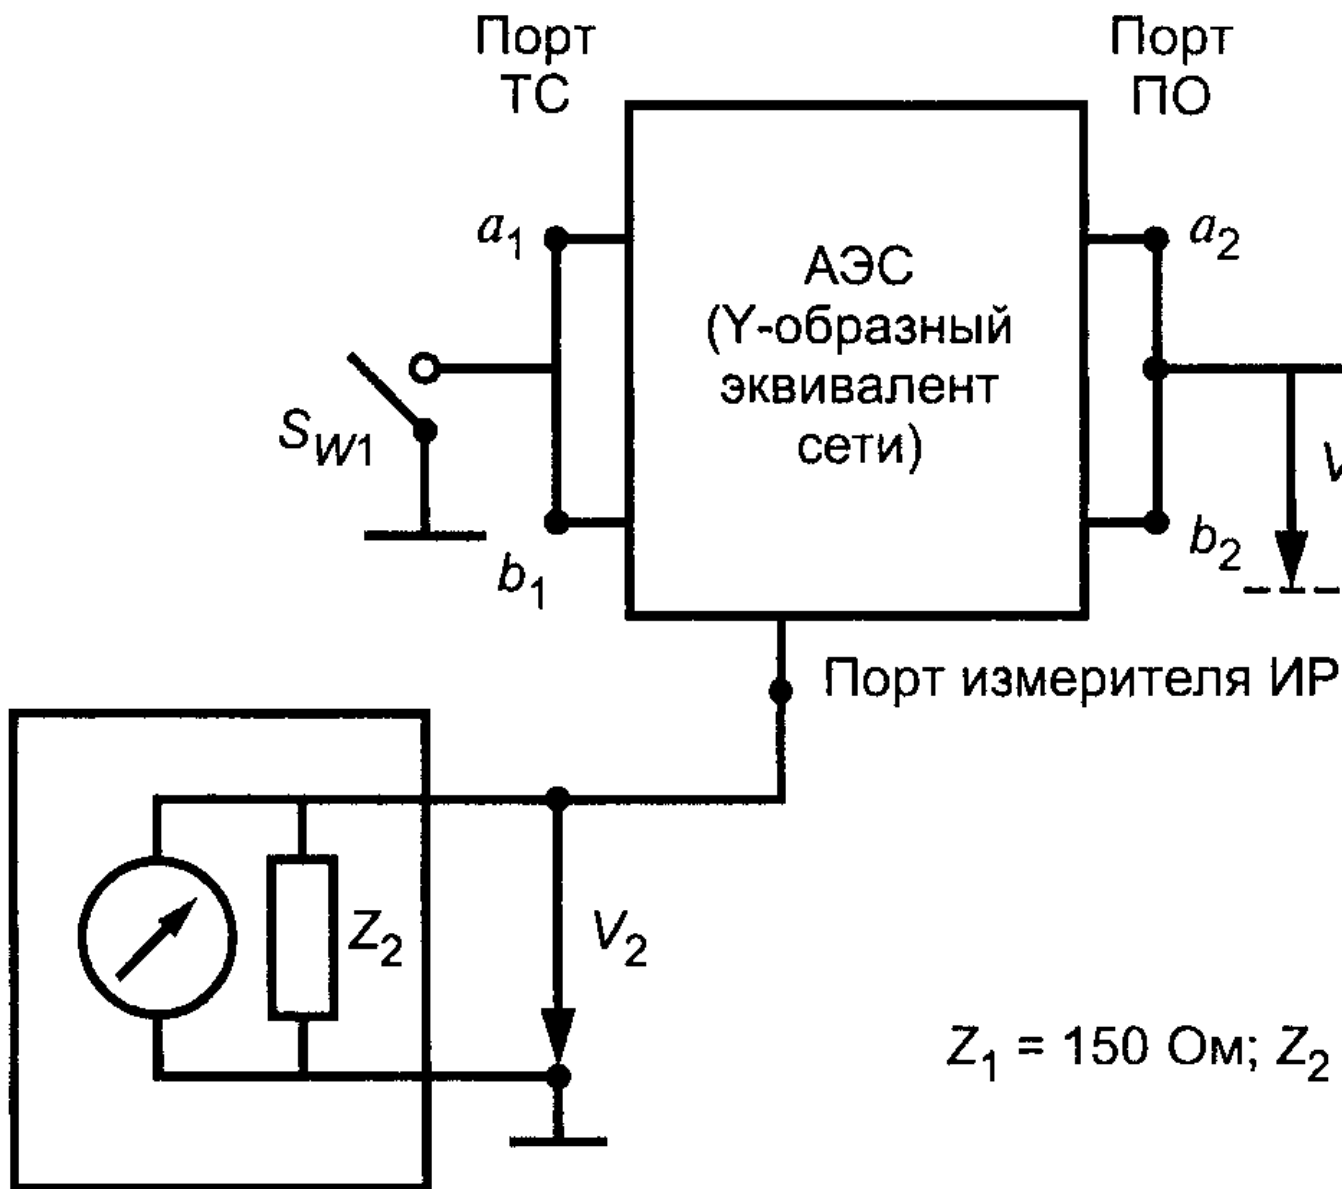 Порт
ТС
Порт
ПО
a₁
a₂
АЭС
(Y-образный
эквивалент
сети)
S_W1
V
b₁
b₂
Порт измерителя ИР
Z₂
V₂
Z₁ = 150 Ом; Z₂